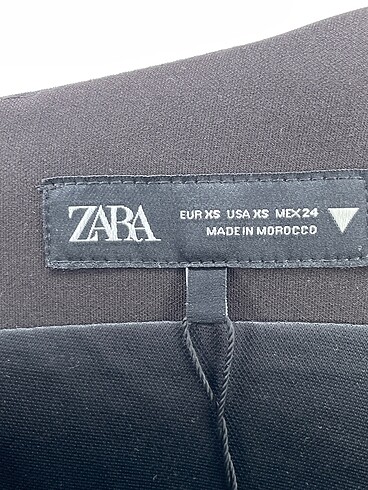 ZARA
EUR XS USA XS MEX 24
MADE IN MOROCCO